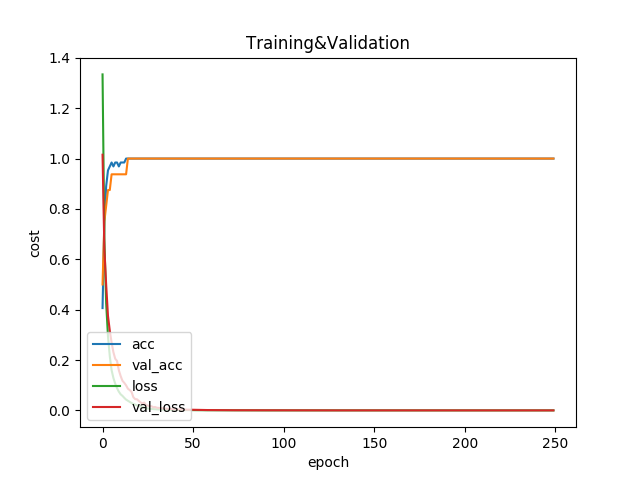 Training&Validation
1.4
1.2
1.0
0.8
0.6
0.4
0.2
0.0
cost
acc
val_acc
loss
val_loss
0 50 100 150 200 250
epoch